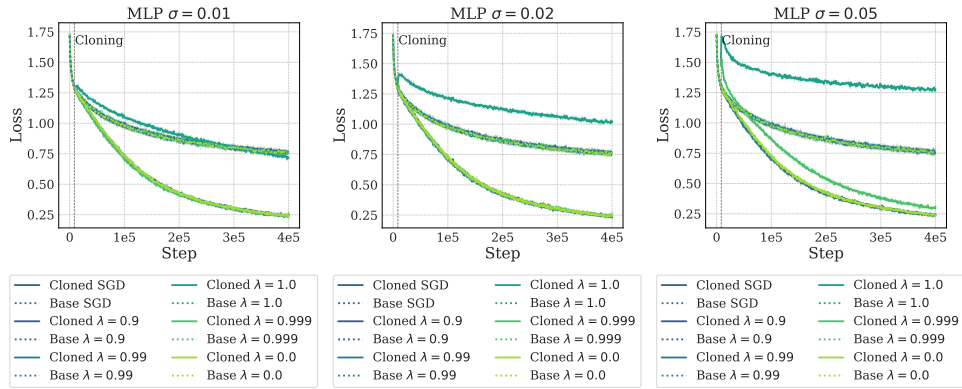 MLP σ = 0.01
Loss
1.75
1.50
1.25
1.00
0.75
0.50
0.25
Cloning
0 1e5 2e5 3e5 4e5
Step
Cloned SGD
Base SGD
Cloned λ = 0.9
Base λ = 0.9
Cloned λ = 0.99
Base λ = 0.99
Cloned λ = 1.0
Base λ = 1.0
Cloned λ = 0.999
Base λ = 0.999
Cloned λ = 0.0
Base λ = 0.0
MLP σ = 0.02
Loss
1.75
1.50
1.25
1.00
0.75
0.50
0.25
Cloning
0 1e5 2e5 3e5 4e5
Step
Cloned SGD
Base SGD
Cloned λ = 0.9
Base λ = 0.9
Cloned λ = 0.99
Base λ = 0.99
Cloned λ = 1.0
Base λ = 1.0
Cloned λ = 0.999
Base λ = 0.999
Cloned λ = 0.0
Base λ = 0.0
MLP σ = 0.05
Loss
1.75
1.50
1.25
1.00
0.75
0.50
0.25
Cloning
0 1e5 2e5 3e5 4e5
Step
Cloned SGD
Base SGD
Cloned λ = 0.9
Base λ = 0.9
Cloned λ = 0.99
Base λ = 0.99
Cloned λ = 1.0
Base λ = 1.0
Cloned λ = 0.999
Base λ = 0.999
Cloned λ = 0.0
Base λ = 0.0